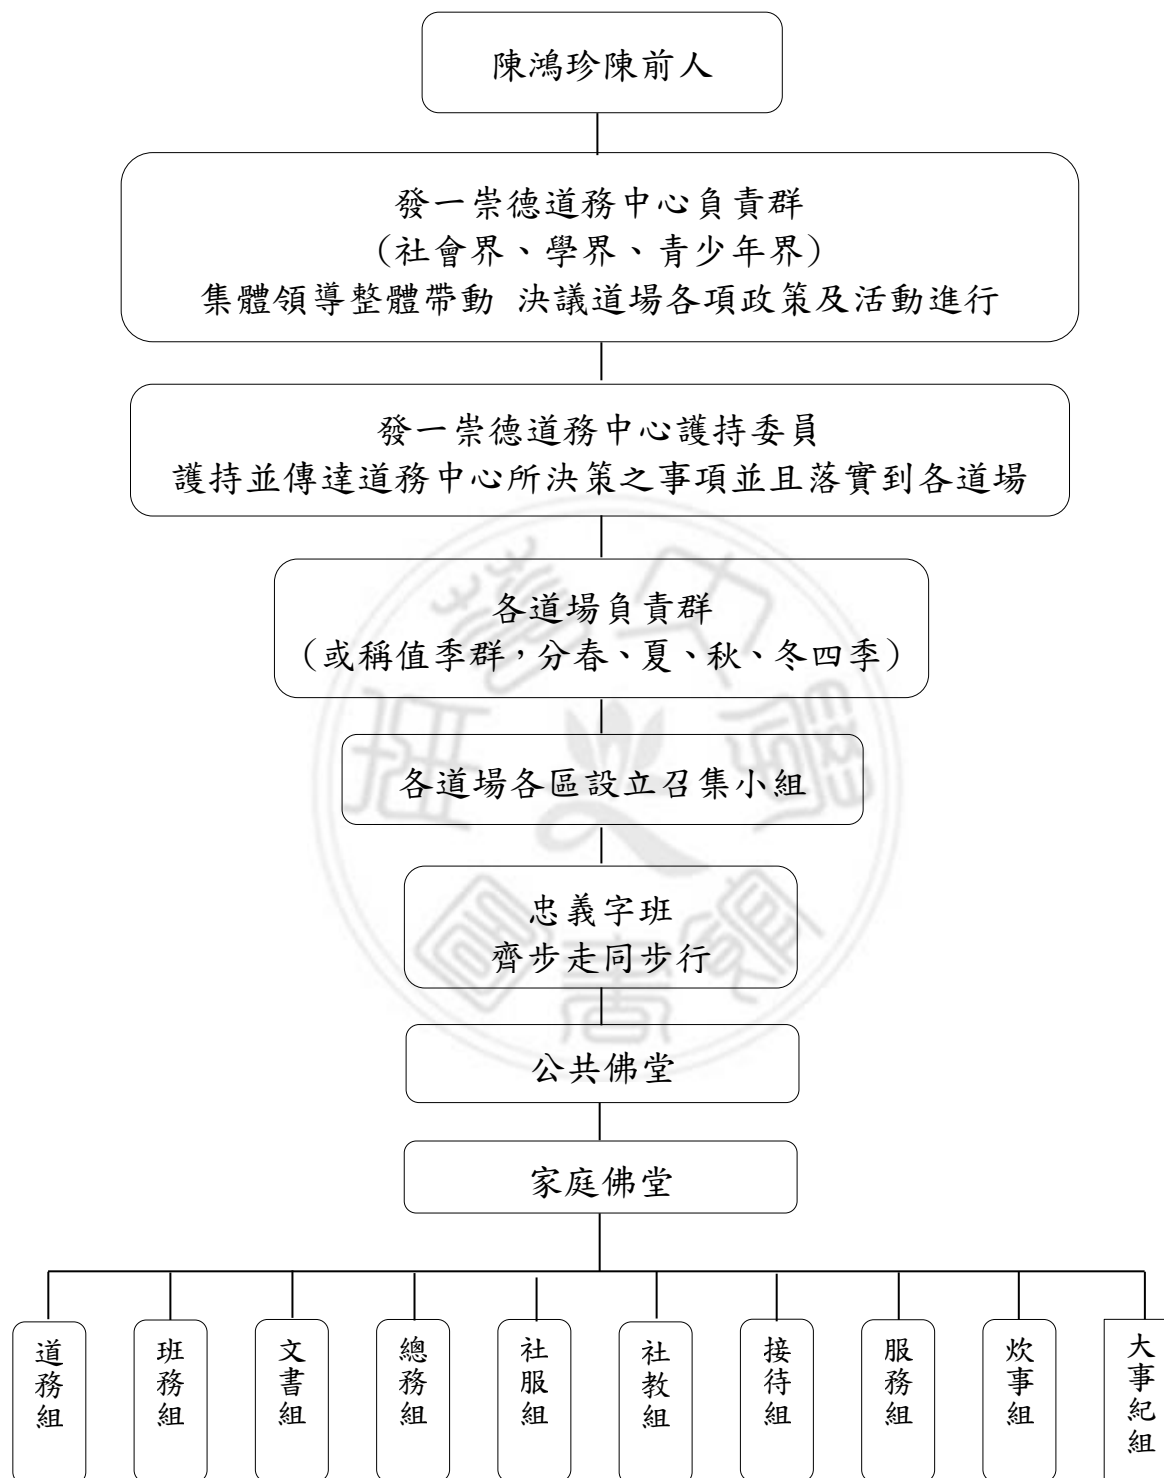 陳鴻珍陳前人
發一崇德道務中心負責群
（社會界、學界、青少年界）
集體領導整體帶動 決議道場各項政策及活動進行
發一崇德道務中心護持委員
護持並傳達道務中心所決策之事項並且落實到各道場
各道場負責群
（或稱值季群，分春、夏、秋、冬四季）
各道場各區設立召集小組
忠義字班
齊步走同步行
公共佛堂
家庭佛堂
道務組
班務組
文書組
總務組
社服組
社教組
接待組
服務組
炊事組
大事紀組